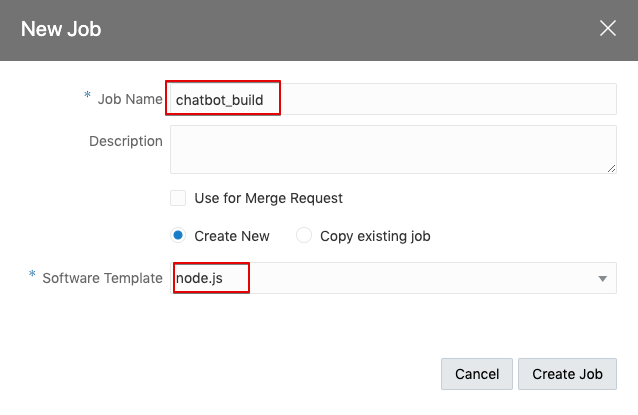 New Job
* Job Name chatbot_build
Description
Use for Merge Request
Create New Copy existing job
* Software Template node.js
Cancel Create Job